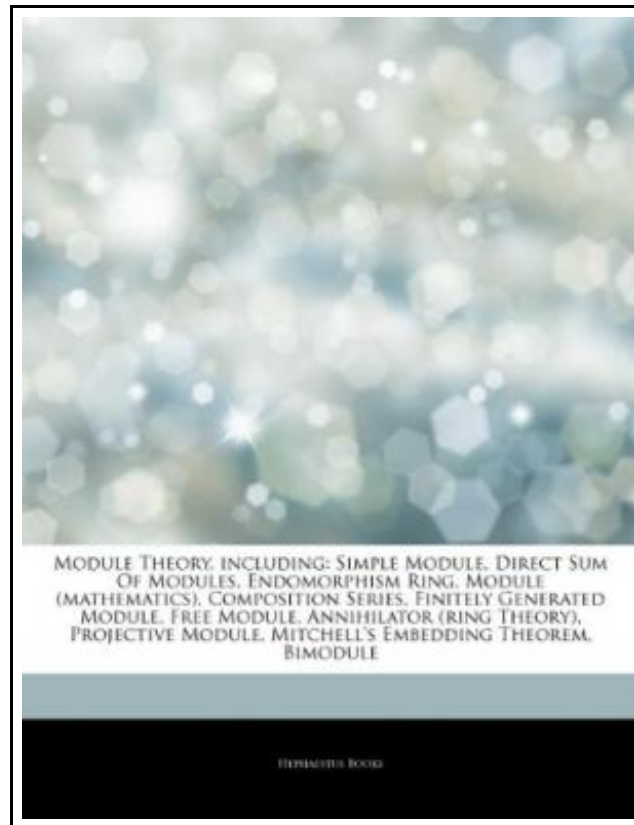 MODULE THEORY, INCLUDING: SIMPLE MODULE, DIRECT SUM
OF MODULES, ENDOMORPHISM RING, MODULE
(MATHEMATICS), COMPOSITION SERIES, FINITELY GENERATED
MODULE, FREE MODULE, ANNIHILATOR (RING THEORY),
PROJECTIVE MODULE, MITCHELL'S EMBEDDING THEOREM,
BIMODULE
HEPHAESTUS BOOKS